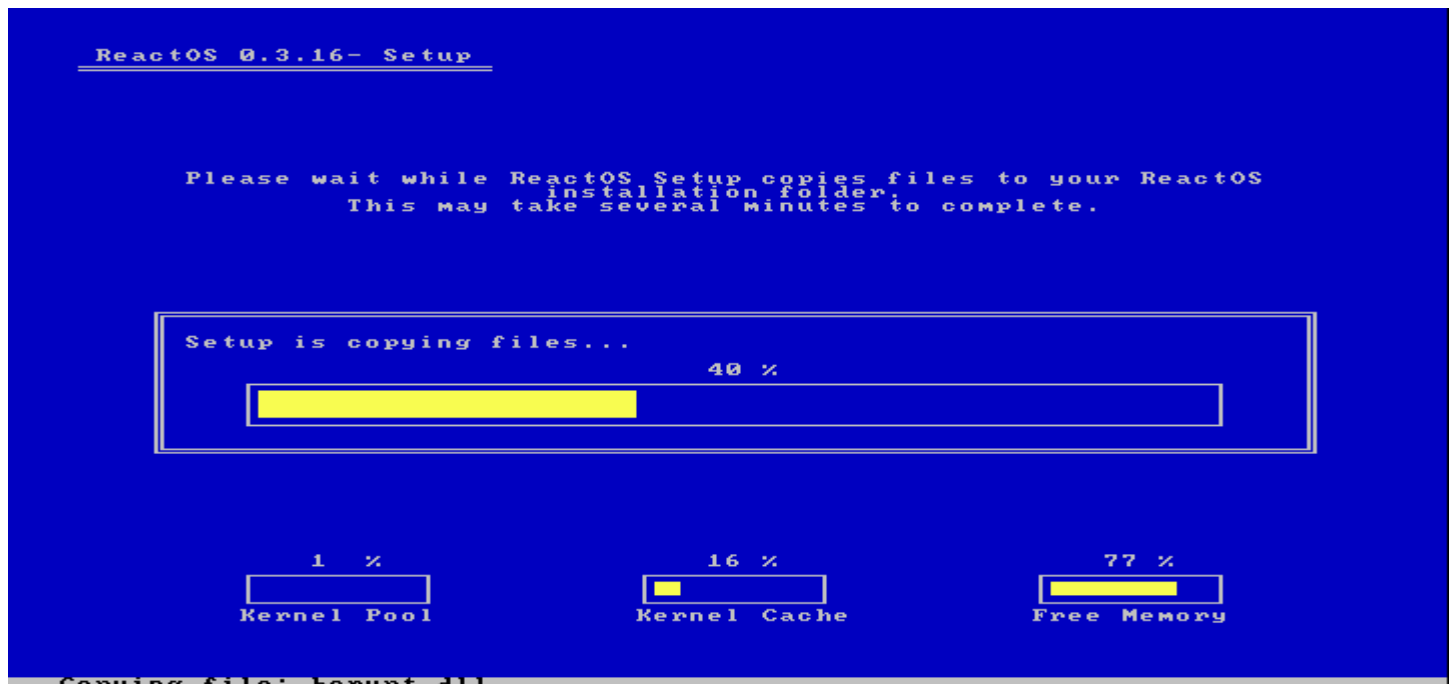 ReactOS 0.3.16- Setup
Please wait while ReactOS Setup copies files to your ReactOS
installation folder.
This may take several minutes to complete.
Setup is copying files...
40 %
1 %
16 %
77 %
Kernel Pool
Kernel Cache
Free Memory
Copying file: